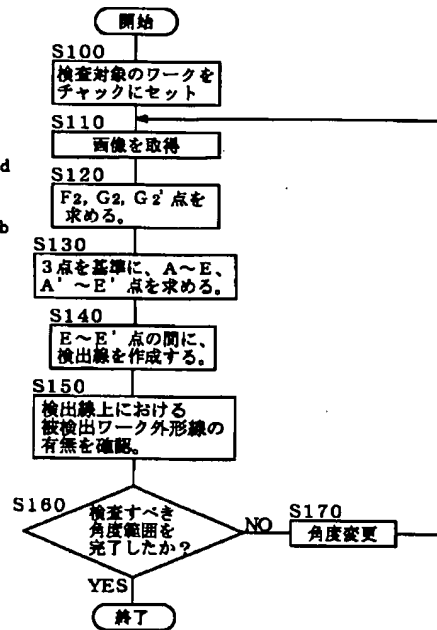 開始
S100
検査対象のワークを
チャックにセット
S110
画像を取得
d
S120
F2, G2, G2'点を
求める。
b
S130
3点を基準に、A～E、
A'～E'点を求める。
S140
E～E'点の間に、
検出線を作成する。
S150
検出線上における
被検出ワーク外形線の
有無を確認。
S160
検査すべき
角度範囲を
完了したか？
NO
S170
角度変更
YES
終了